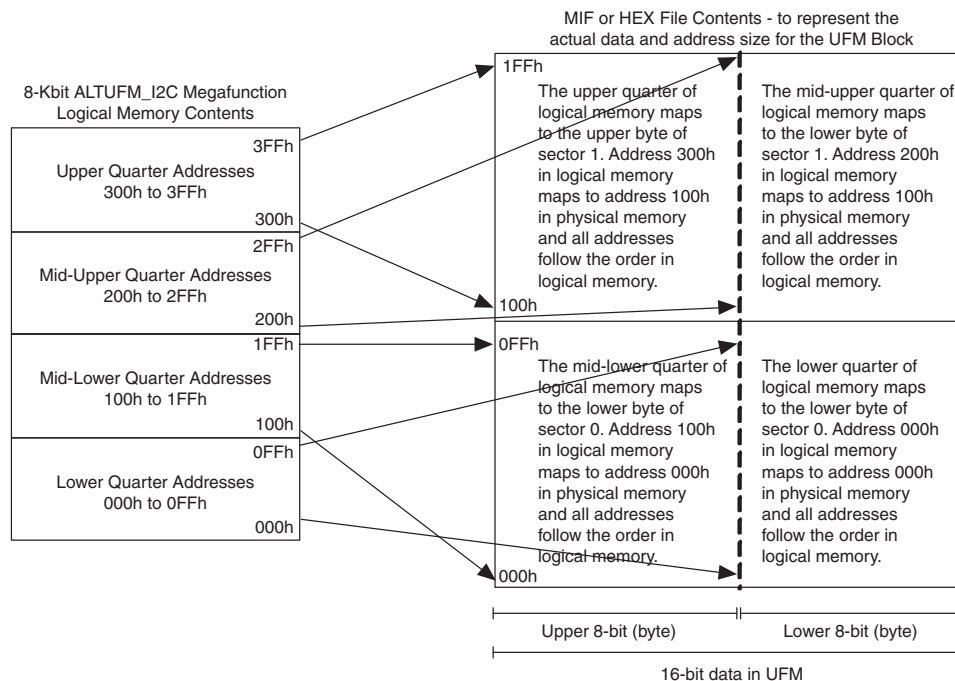 MIF or HEX File Contents - to represent the
actual data and address size for the UFM Block
8-Kbit ALTUFM_I2C Megafunction
Logical Memory Contents
3FFh
Upper Quarter Addresses
300h to 3FFh
300h
2FFh
Mid-Upper Quarter Addresses
200h to 2FFh
200h
1FFh
Mid-Lower Quarter Addresses
100h to 1FFh
100h
0FFh
Lower Quarter Addresses
000h to 0FFh
000h
1FFh
The upper quarter of
logical memory maps
to the upper byte of
sector 1. Address 300h
in logical memory
maps to address 100h
in physical memory
and all addresses
follow the order in
logical memory.
100h
The mid-upper quarter of
logical memory maps
to the lower byte of
sector 1. Address 200h
in logical memory
maps to address 100h
in physical memory
and all addresses
follow the order in
logical memory.
0FFh
The mid-lower quarter of
logical memory maps
to the lower byte of
sector 0. Address 100h
in logical memory
maps to address 000h
in physical memory
and all addresses
follow the order in
logical memory.
000h
The lower quarter of
logical memory maps
to the lower byte of
sector 0. Address 000h
in logical memory
maps to address 000h
in physical memory
and all addresses
follow the order in
logical memory.
Upper 8-bit (byte)
Lower 8-bit (byte)
16-bit data in UFM